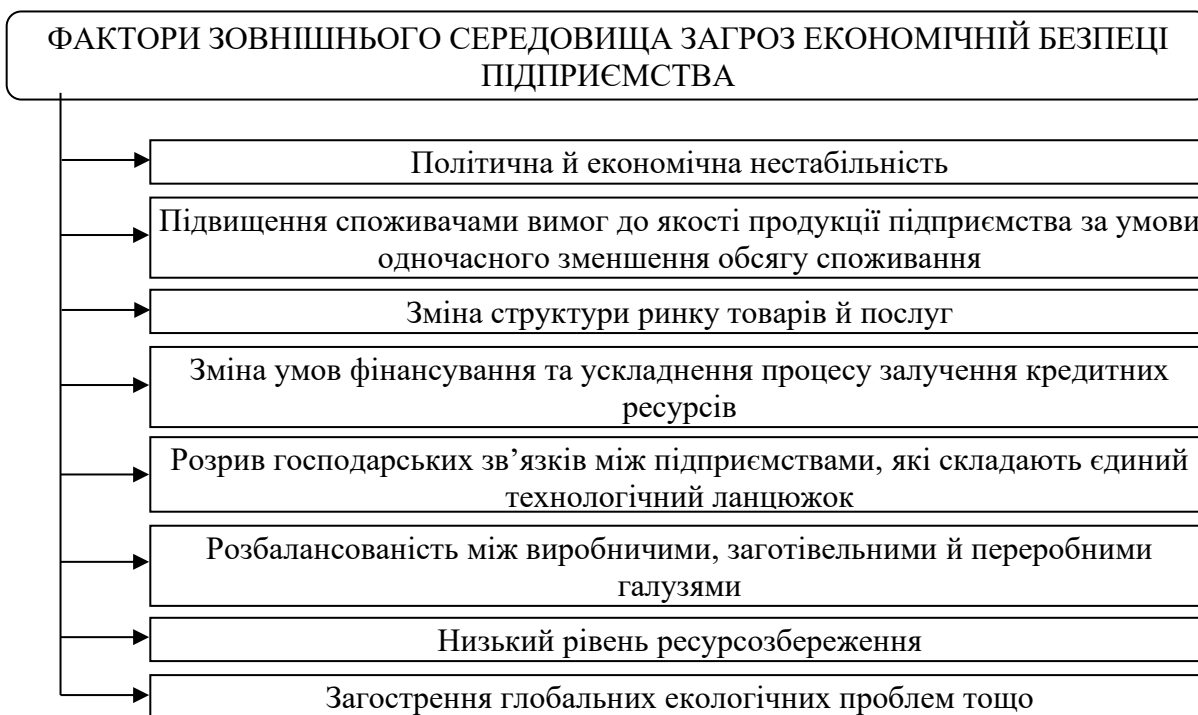 ФАКТОРИ ЗОВНІШНЬОГО СЕРЕДОВИЩА ЗАГРОЗ ЕКОНОМІЧНІЙ БЕЗПЕЦІ
ПІДПРИЄМСТВА
Політична й економічна нестабільність
Підвищення споживачами вимог до якості продукції підприємства за умови
одночасного зменшення обсягу споживання
Зміна структури ринку товарів й послуг
Зміна умов фінансування та ускладнення процесу залучення кредитних
ресурсів
Розрив господарських зв’язків між підприємствами, які складають єдиний
технологічний ланцюжок
Розбалансованість між виробничими, заготівельними й переробними
галузями
Низький рівень ресурсозбереження
Загострення глобальних екологічних проблем тощо